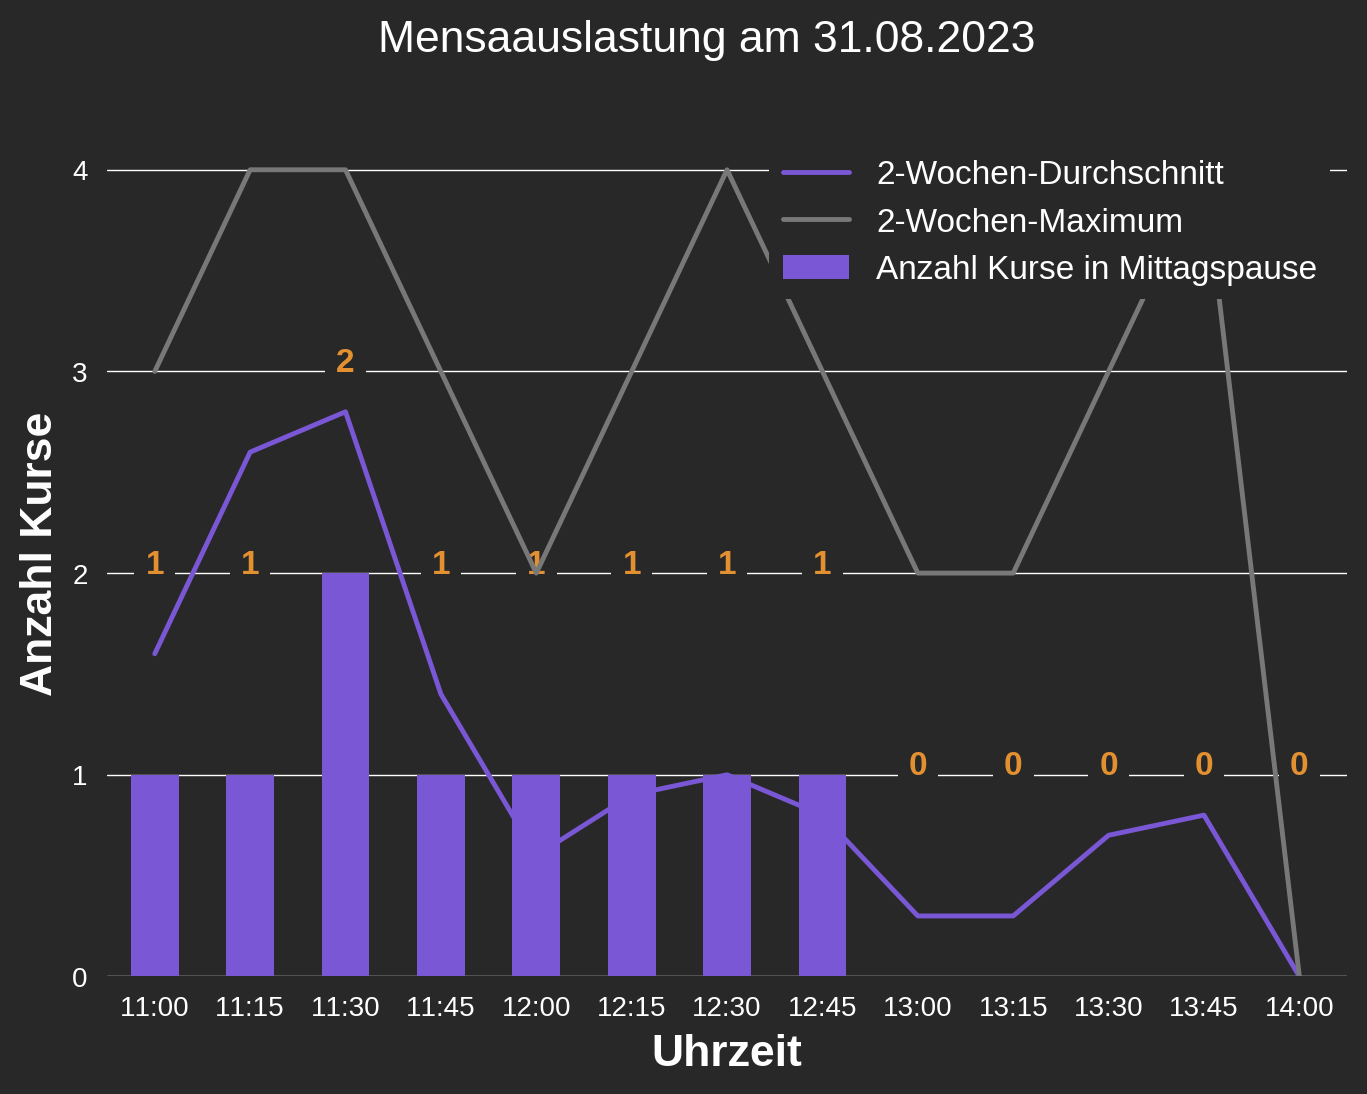 Mensaauslastung am 31.08.2023
2-Wochen-Durchschnitt
2-Wochen-Maximum
Anzahl Kurse in Mittagspause
Anzahl Kurse
4
3
2
1
0
2
1 1 1 1 1 1 1
0 0 0 0 0
11:00 11:15 11:30 11:45 12:00 12:15 12:30 12:45 13:00 13:15 13:30 13:45 14:00
Uhrzeit